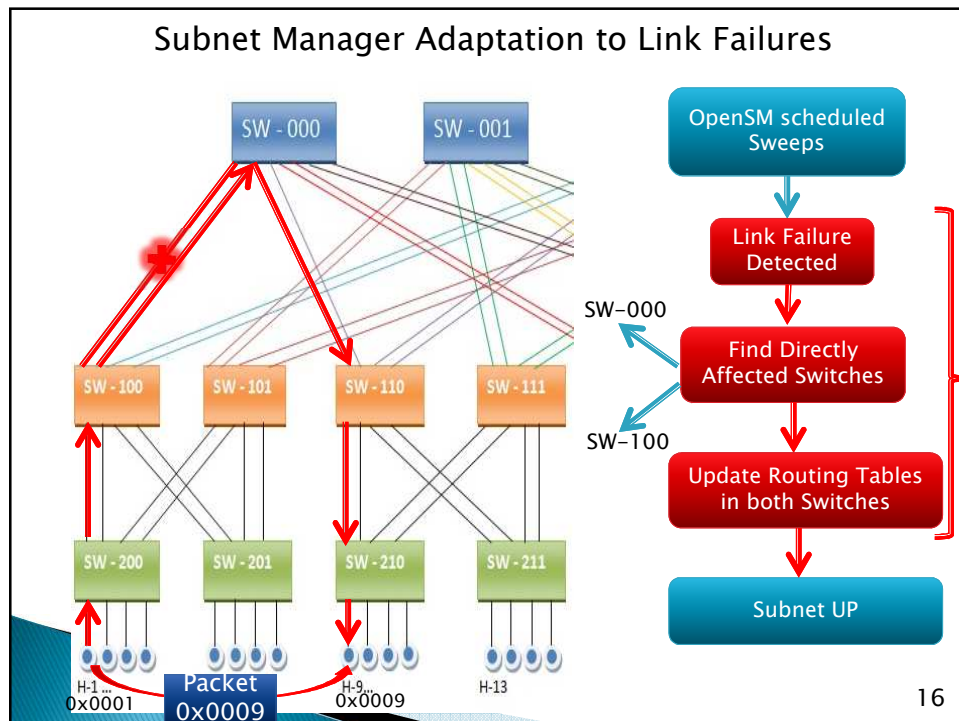 Subnet Manager Adaptation to Link Failures
SW - 000
SW - 001
OpenSM scheduled
Sweeps
Link Failure
Detected
SW-000
Find Directly
Affected Switches
SW-100
SW - 100
SW - 101
SW - 110
SW - 111
Update Routing Tables
in both Switches
SW - 200
SW - 201
SW - 210
SW - 211
Subnet UP
H-1 ...
0x0001
Packet
0x0009
H-9...
0x0009
H-13
16